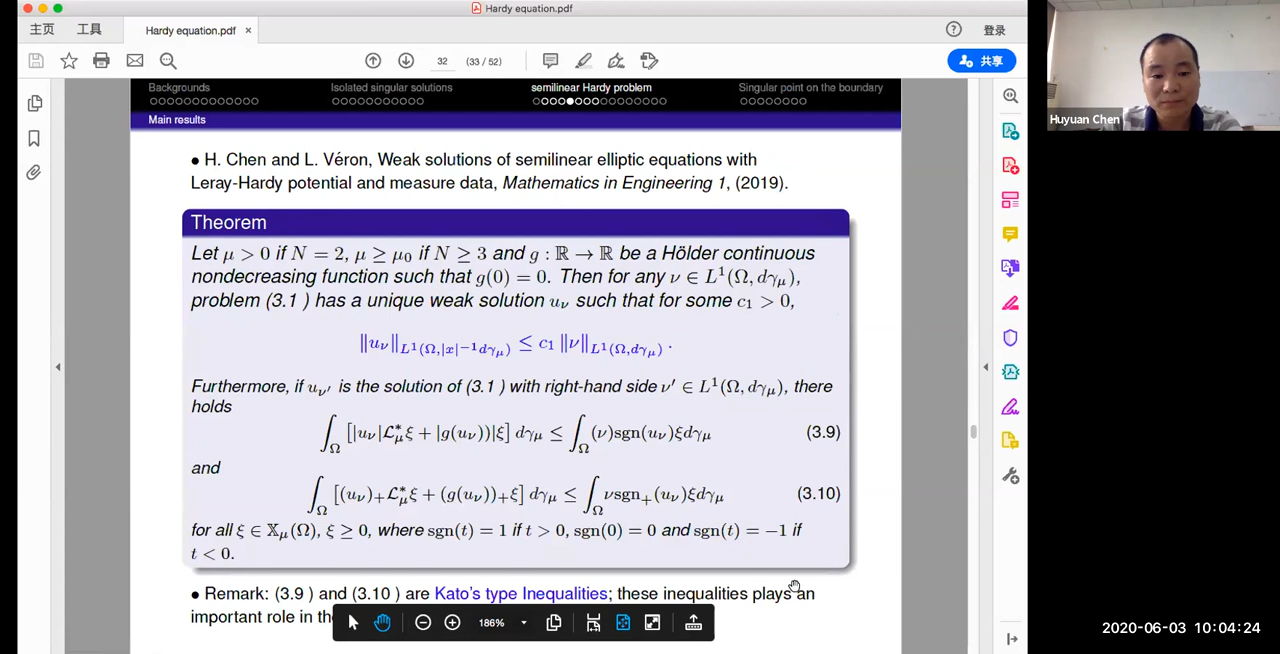 Hardy equation.pdf
主页 工具 Hardy equation.pdf × 登录
32 (33 / 52) 共享
Backgrounds Isolated singular solutions semilinear Hardy problem Singular point on the boundary
Main results
• H. Chen and L. Véron, Weak solutions of semilinear elliptic equations with
Leray-Hardy potential and measure data, Mathematics in Engineering 1, (2019).
Theorem
Let μ > 0 if N = 2, μ ≥ μ₀ if N ≥ 3 and g : ℝ → ℝ be a Hölder continuous
nondecreasing function such that g(0) = 0. Then for any ν ∈ L¹(Ω, dγ_μ),
problem (3.1 ) has a unique weak solution u_ν such that for some c₁ > 0,
‖u_ν‖_{L¹(Ω,|x|⁻¹dγ_μ)} ≤ c₁ ‖ν‖_{L¹(Ω,dγ_μ)} .
Furthermore, if u_ν′ is the solution of (3.1 ) with right-hand side ν′ ∈ L¹(Ω, dγ_μ), there
holds
∫_Ω [|u_ν|ℒ*_μ ξ + |g(u_ν))|ξ] dγ_μ ≤ ∫_Ω (ν)sgn(u_ν)ξdγ_μ (3.9)
and
∫_Ω [(u_ν)₊ℒ*_μ ξ + (g(u_ν))₊ξ] dγ_μ ≤ ∫_Ω νsgn₊(u_ν)ξdγ_μ (3.10)
for all ξ ∈ 𝕏_μ(Ω), ξ ≥ 0, where sgn(t) = 1 if t > 0, sgn(0) = 0 and sgn(t) = −1 if
t < 0.
• Remark: (3.9 ) and (3.10 ) are Kato's type Inequalities; these inequalities plays an
important role in the
186%
Huyuan Chen
2020-06-03 10:04:24